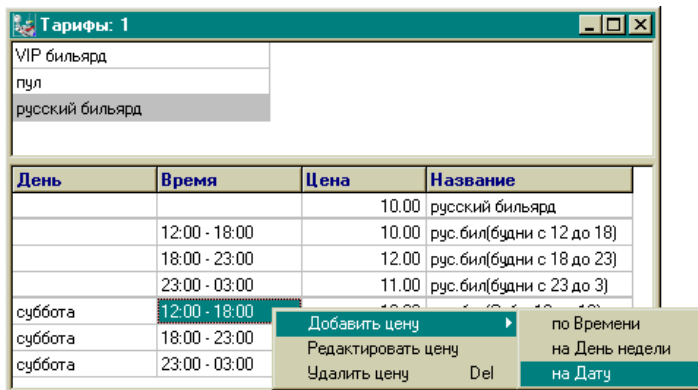 Тарифы: 1
VIP бильярд
пул
русский бильярд
День Время Цена Название
10.00 русский бильярд
12:00 - 18:00 10.00 рус.бил(будни с 12 до 18)
18:00 - 23:00 12.00 рус.бил(будни с 18 до 23)
23:00 - 03:00 11.00 рус.бил(будни с 23 до 3)
суббота 12:00 - 18:00
суббота 18:00 - 23:00
суббота 23:00 - 03:00
Добавить цену
Редактировать цену
Удалить цену Del
по Времени
на День недели
на Дату